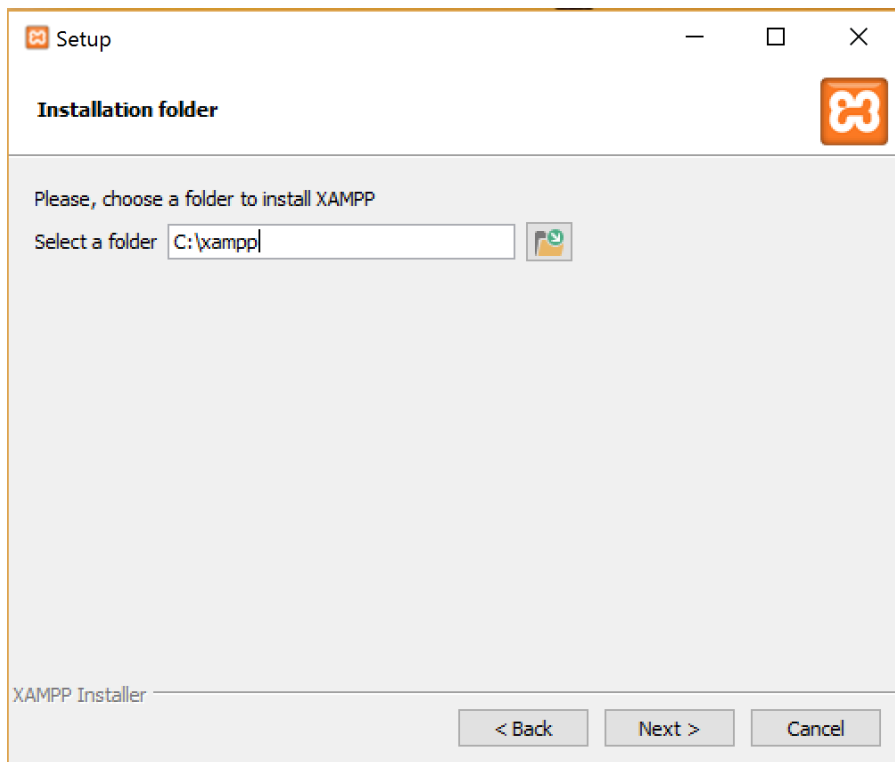 Setup
Installation folder
Please, choose a folder to install XAMPP
Select a folder C:\xampp
XAMPP Installer
< Back Next > Cancel